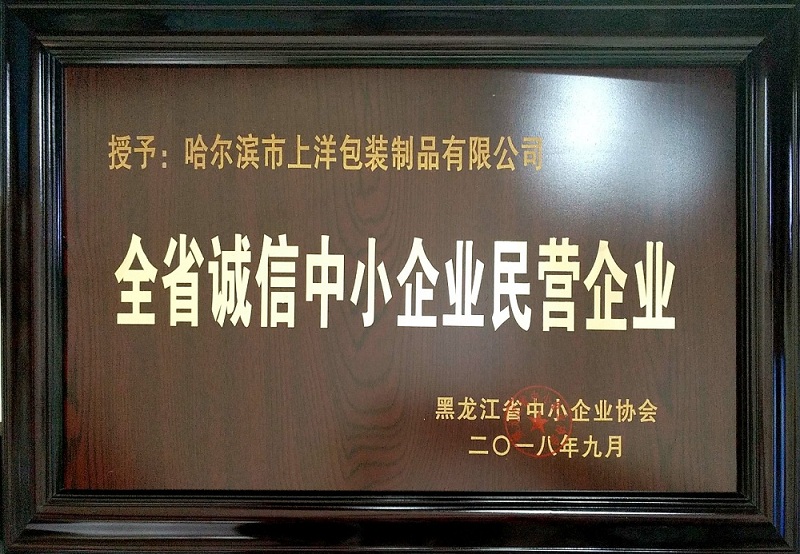 授予：哈尔滨市上洋包装制品有限公司
全省诚信中小企业民营企业
黑龙江省中小企业协会
二〇一八年九月